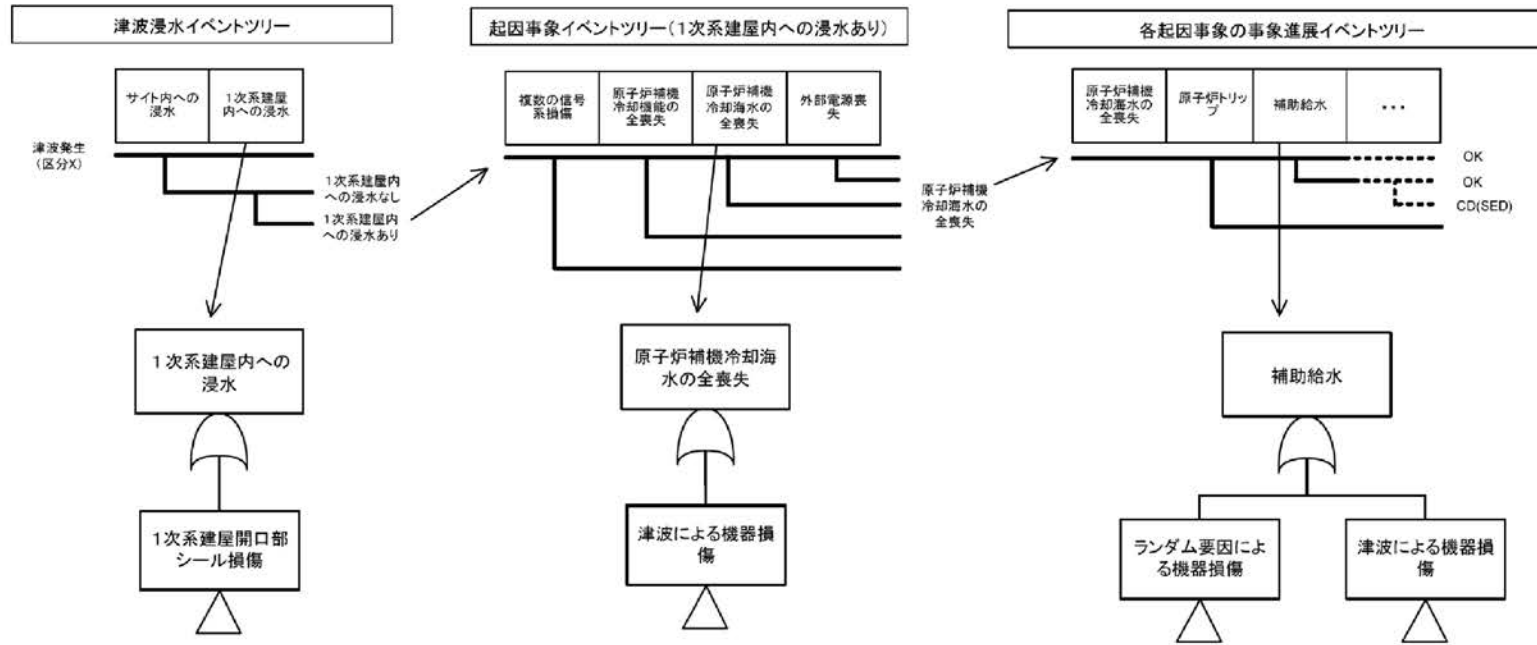 津波浸水イベントツリー
サイト内への
浸水
1次系建屋
内への浸水
津波発生
(区分X)
1次系建屋内
への浸水なし
1次系建屋内
への浸水あり
1次系建屋内への
浸水
1次系建屋開口部
シール損傷
起因事象イベントツリー(1次系建屋内への浸水あり)
複数の信号
系損傷
原子炉補機
冷却機能の
全喪失
原子炉補機
冷却海水の
全喪失
外部電源喪
失
原子炉補機
冷却海水の
全喪失
原子炉補機冷却海
水の全喪失
津波による機器損
傷
各起因事象の事象進展イベントツリー
原子炉補機
冷却海水の
全喪失
原子炉トリッ
プ
補助給水
・・・
OK
OK
CD(SED)
補助給水
ランダム要因によ
る機器損傷
津波による機器損
傷